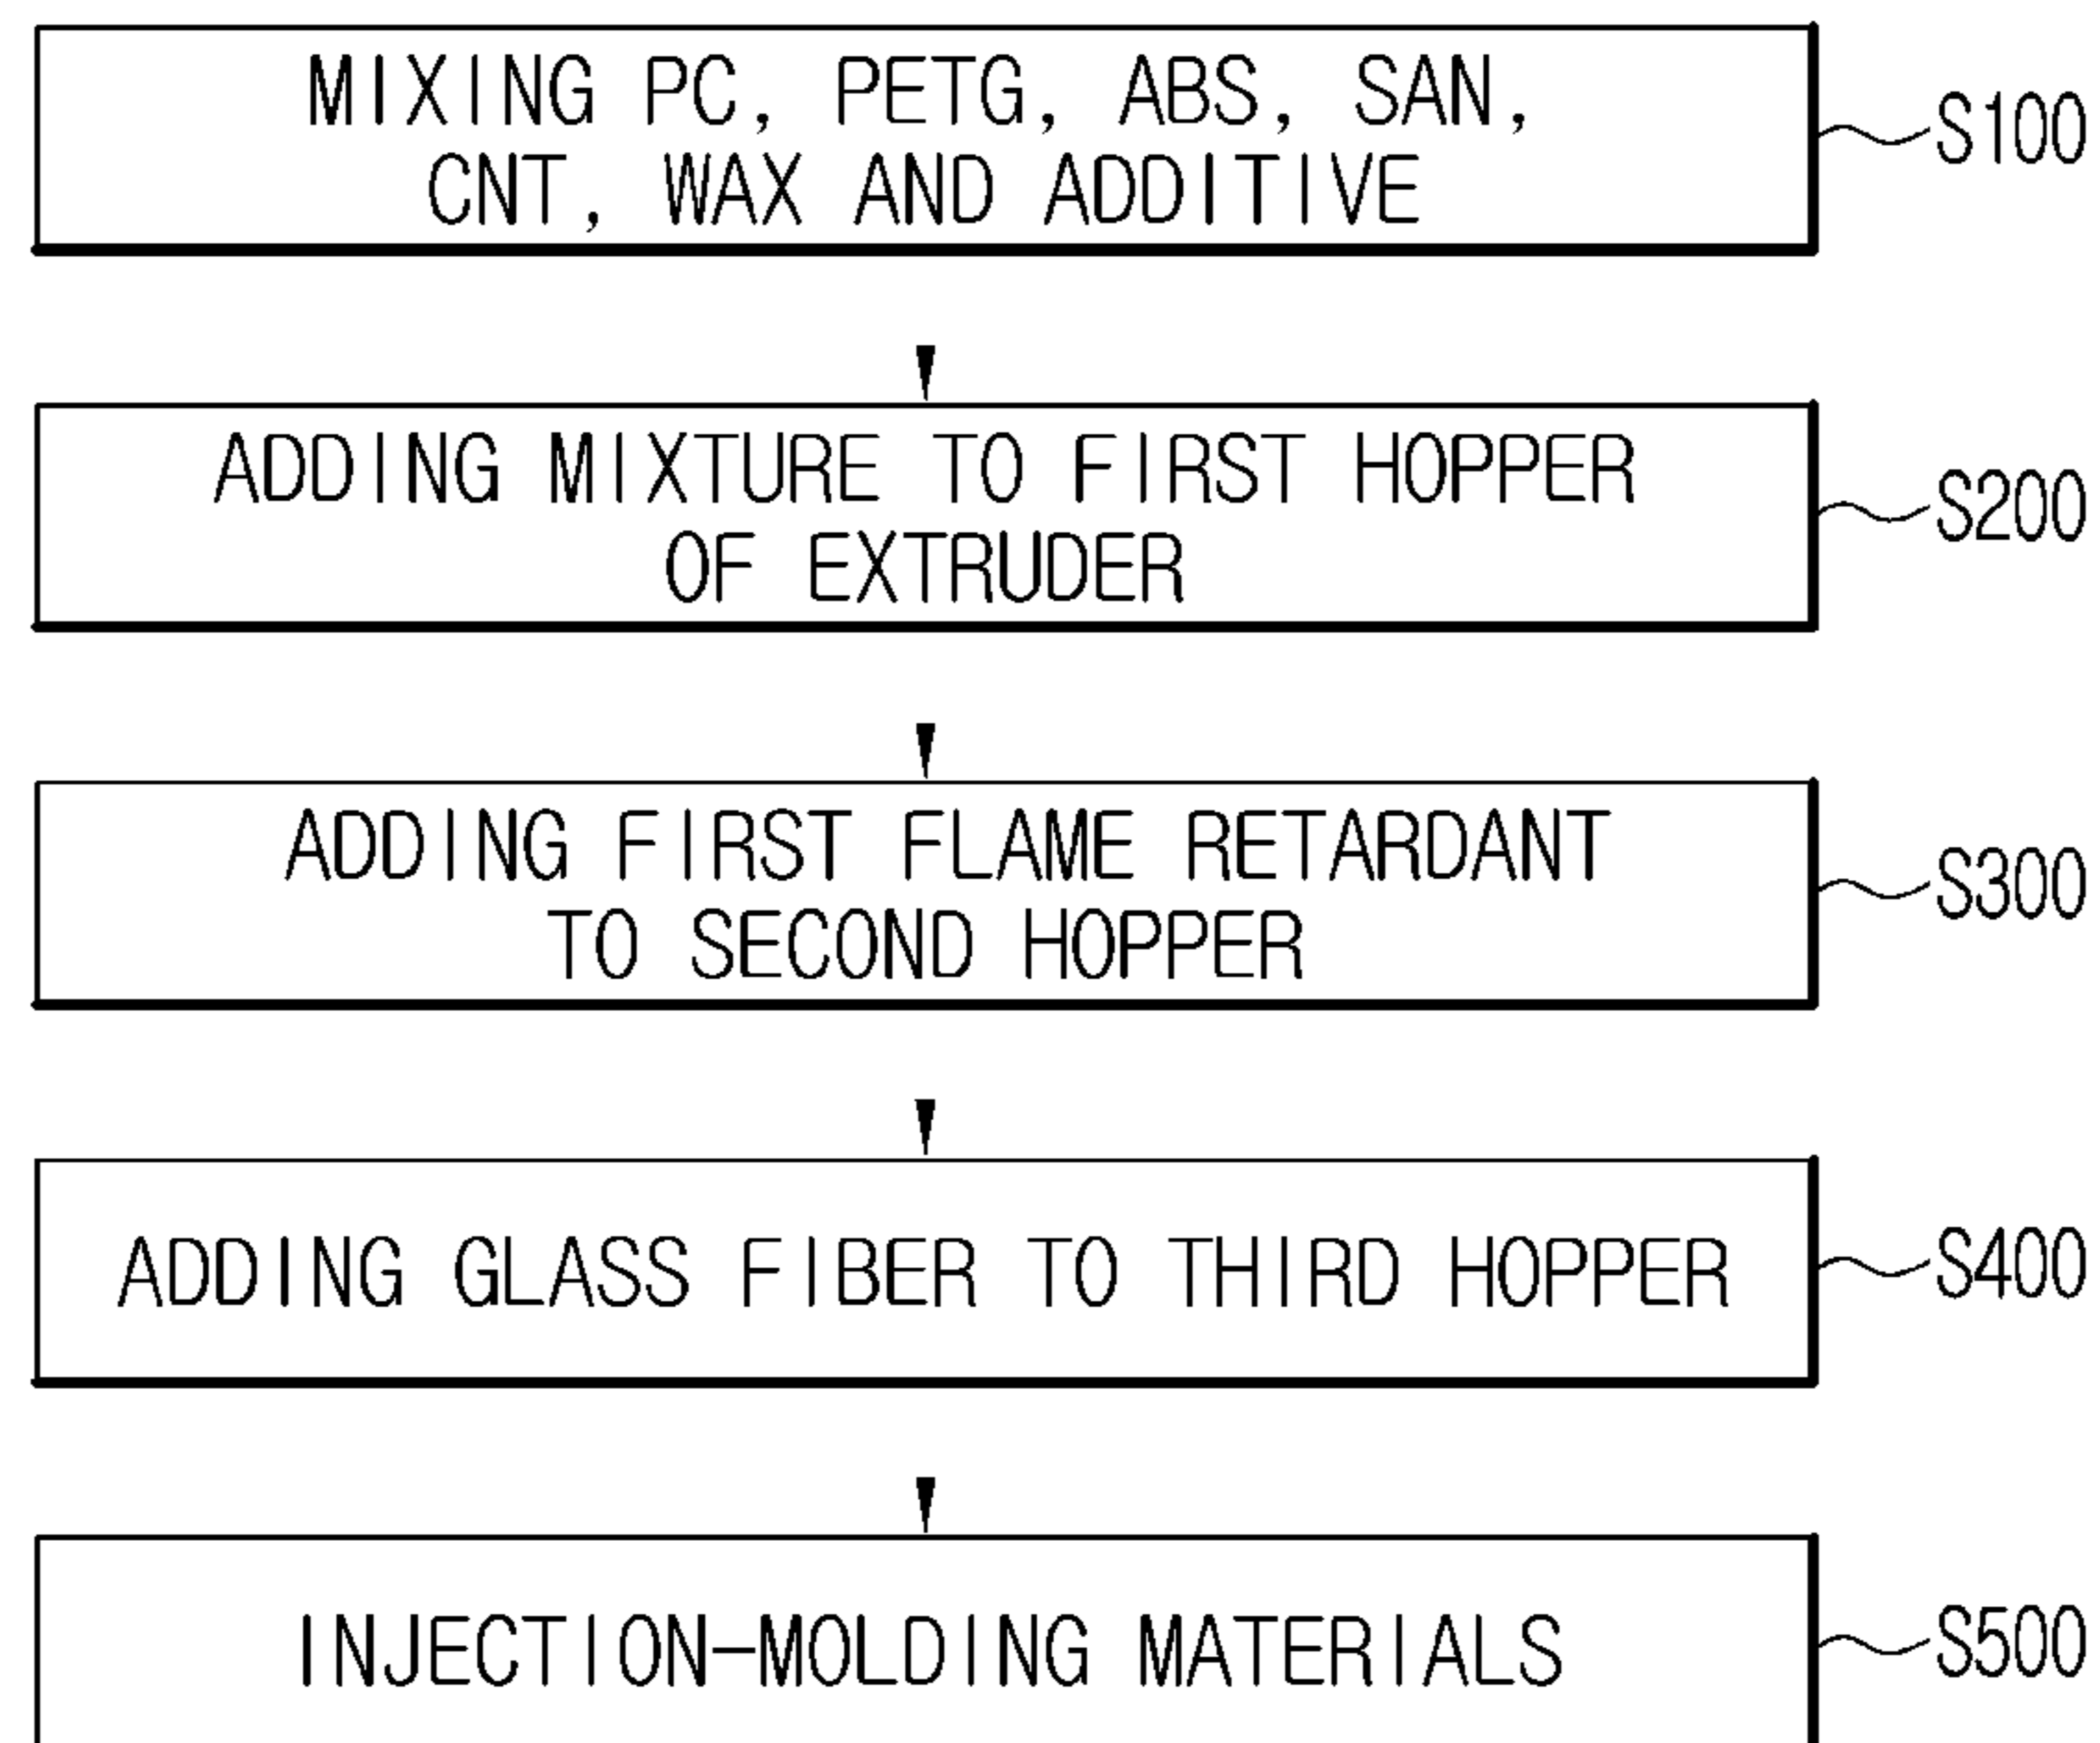 MIXING PC, PETG, ABS, SAN,
CNT, WAX AND ADDITIVE
S100
ADDING MIXTURE TO FIRST HOPPER
OF EXTRUDER
S200
ADDING FIRST FLAME RETARDANT
TO SECOND HOPPER
S300
ADDING GLASS FIBER TO THIRD HOPPER
S400
INJECTION-MOLDING MATERIALS
S500